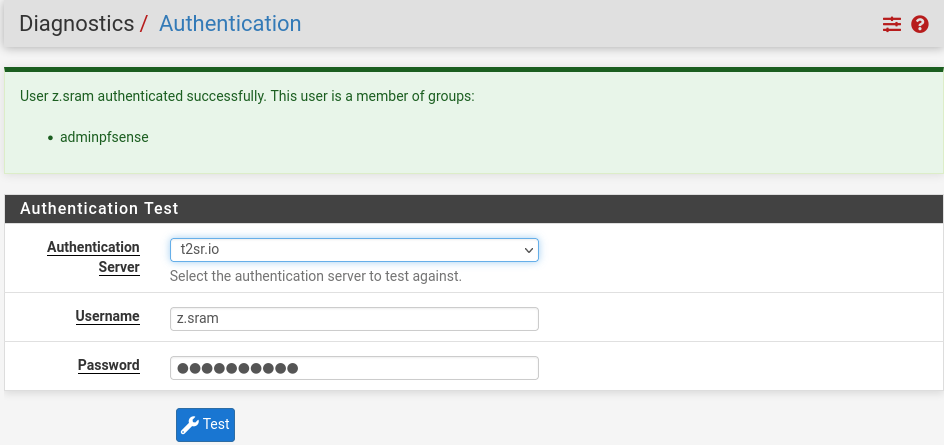 Diagnostics / Authentication
User z.sram authenticated successfully. This user is a member of groups:
• adminpfsense
Authentication Test
Authentication Server
t2sr.io
Select the authentication server to test against.
Username
z.sram
Password
●●●●●●●●●●
Test